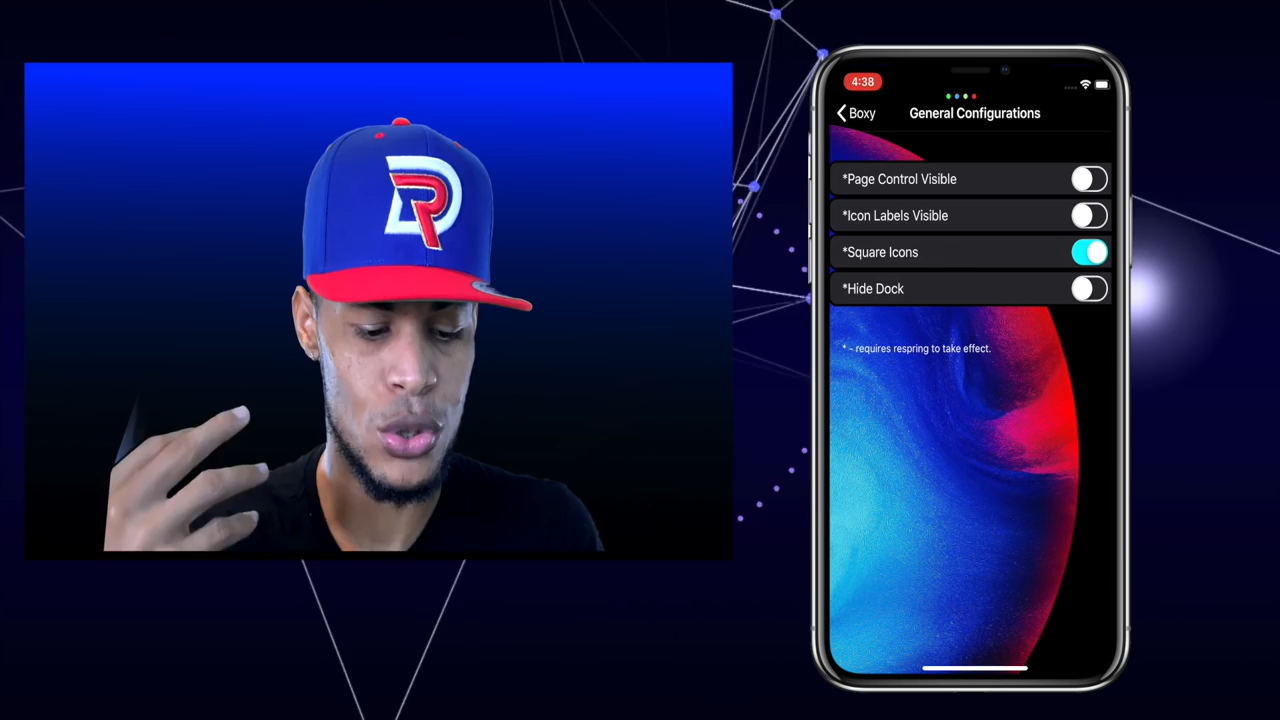 DR
4:38
Boxy
General Configurations
*Page Control Visible
*Icon Labels Visible
*Square Icons
*Hide Dock
* - requires respring to take effect.